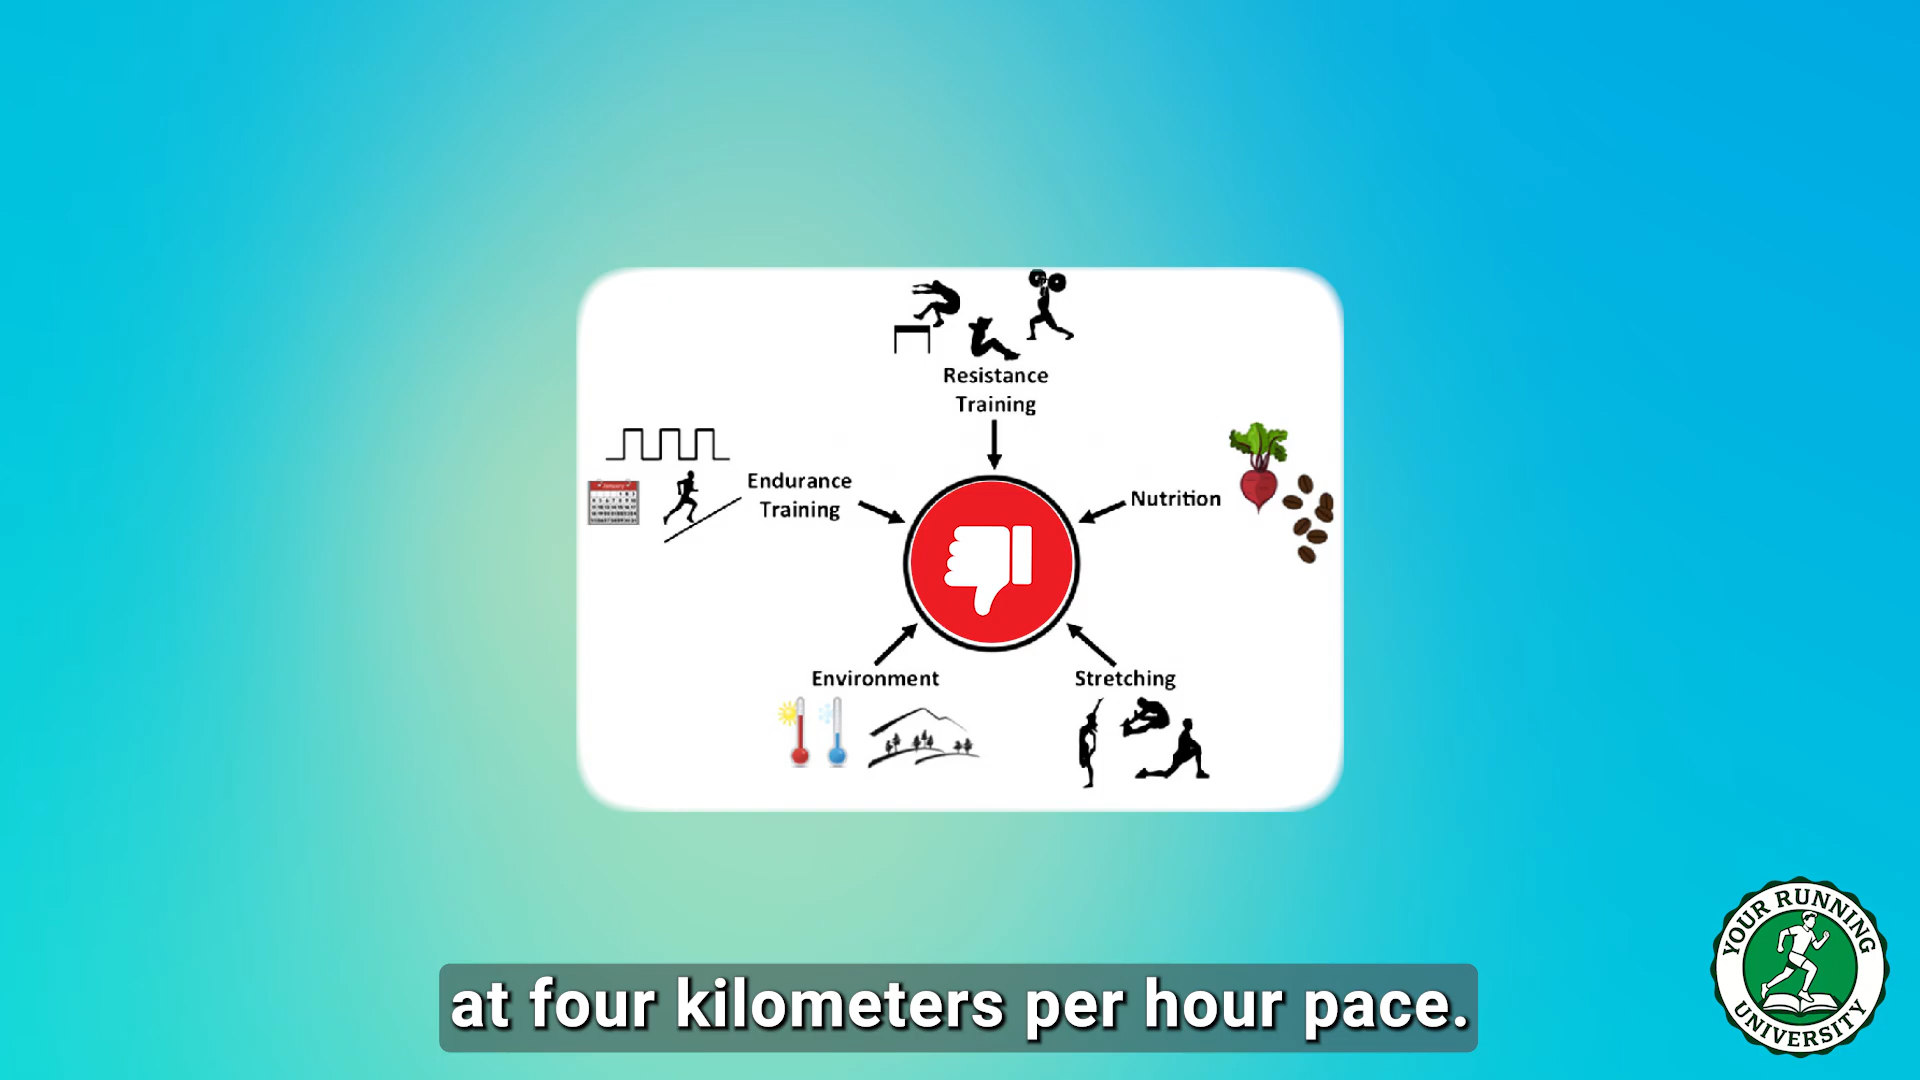 Resistance
Training
Endurance
Training
Nutrition
Environment
Stretching
at four kilometers per hour pace.
YOUR RUNNING
UNIVERSITY